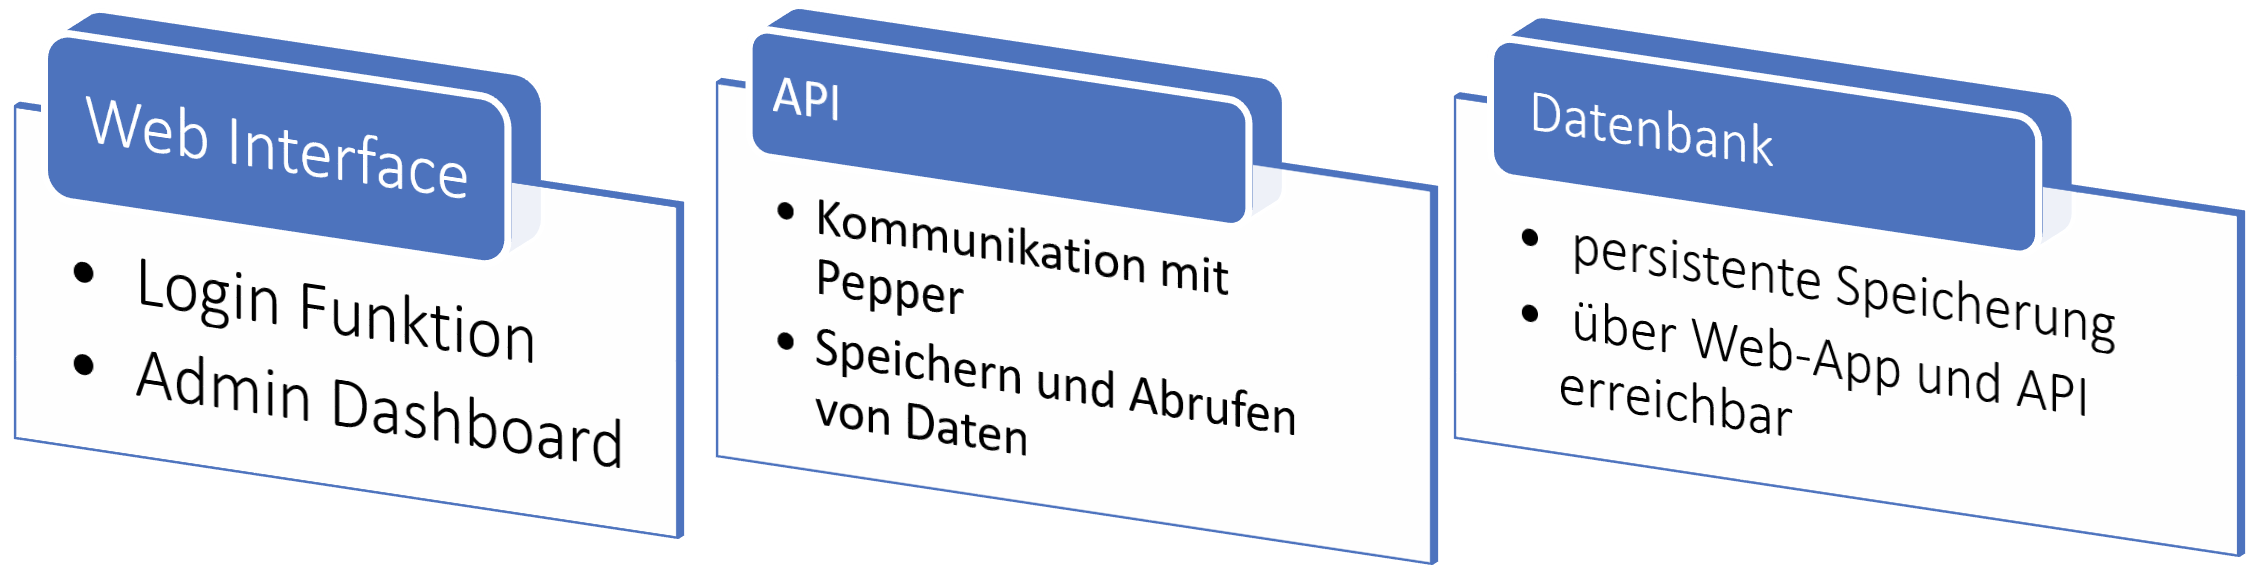 Web Interface
• Login Funktion
• Admin Dashboard
API
• Kommunikation mit
Pepper
• Speichern und Abrufen
von Daten
Datenbank
• persistente Speicherung
• über Web-App und API
erreichbar